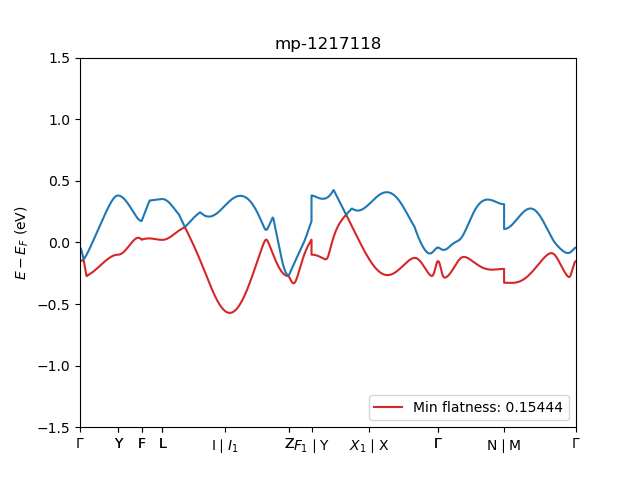 mp-1217118
E − E_F (eV)
1.5
1.0
0.5
0.0
−0.5
−1.0
−1.5
Min flatness: 0.15444
Γ Y F L I | I₁ Z F₁ | Y X₁ | X Γ N | M Γ